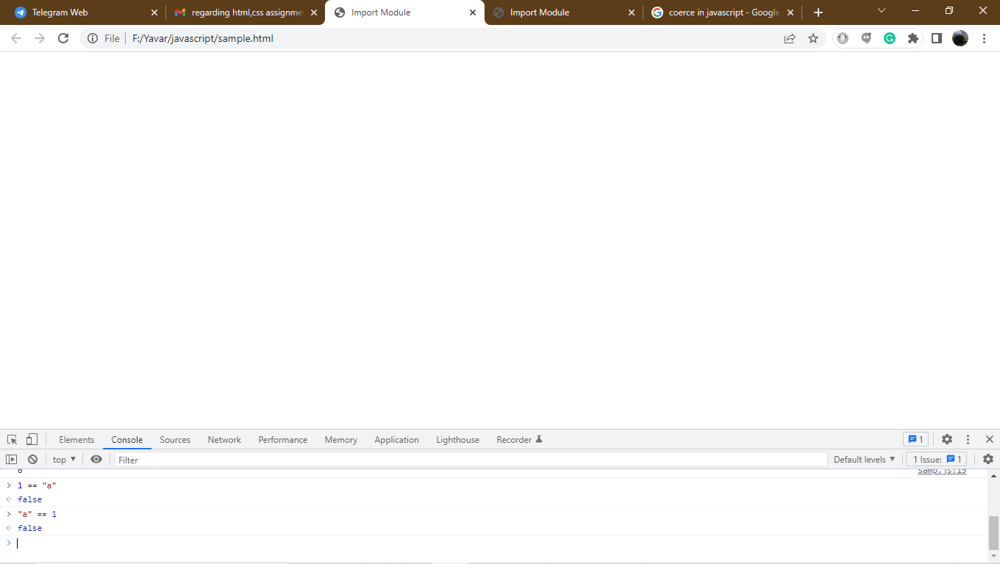 Telegram Web
regarding html,css assignme
Import Module
Import Module
coerce in javascript - Google
File
F:/Yavar/javascript/sample.html
Elements
Console
Sources
Network
Performance
Memory
Application
Lighthouse
Recorder
1
top
Filter
Default levels
1 Issue:
1
6
samp.js:15
1 == "a"
false
"a" == 1
false